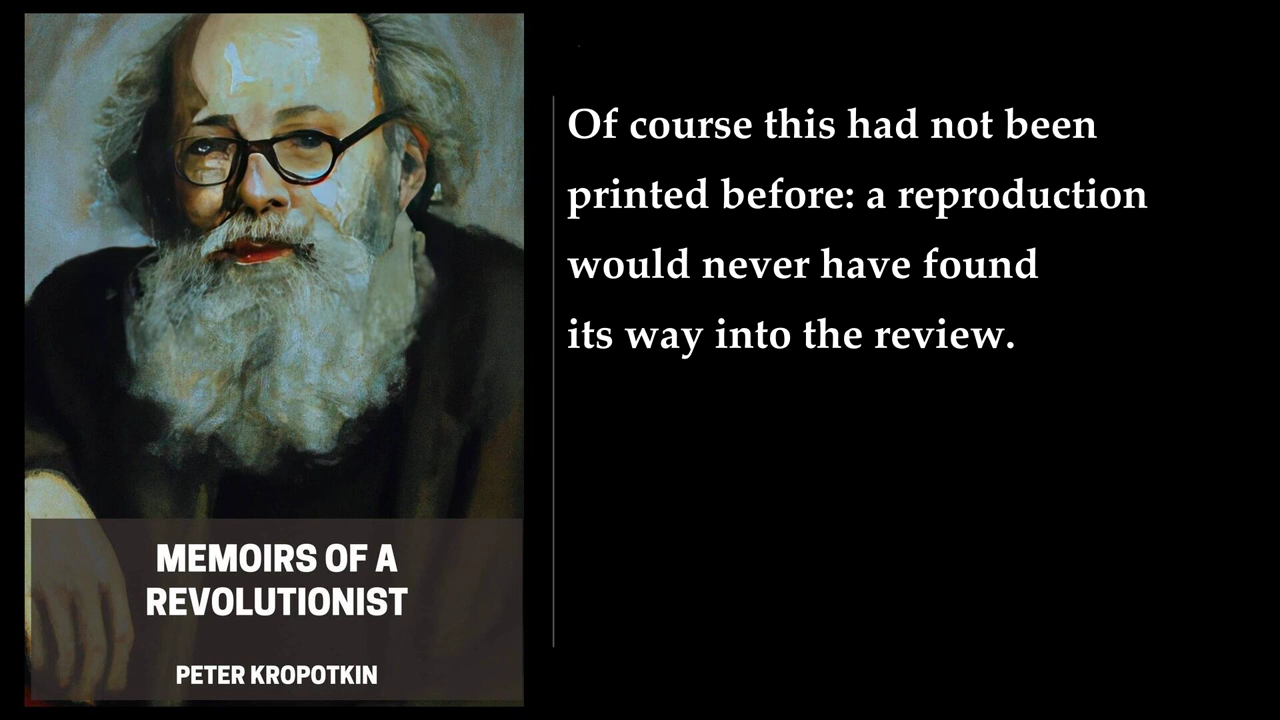 Of course this had not been
printed before: a reproduction
would never have found
its way into the review.
MEMOIRS OF A
REVOLUTIONIST
PETER KROPOTKIN